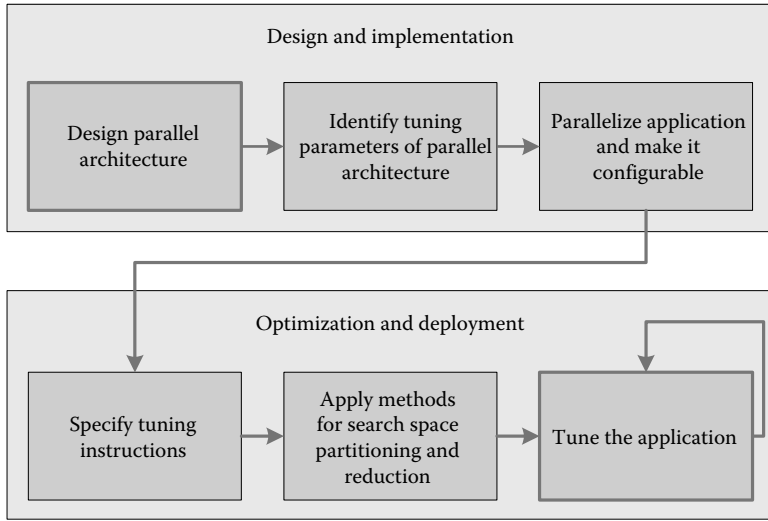 Design and implementation
Design parallel
architecture
Identify tuning
parameters of parallel
architecture
Parallelize application
and make it
configurable
Optimization and deployment
Specify tuning
instructions
Apply methods
for search space
partitioning and
reduction
Tune the application